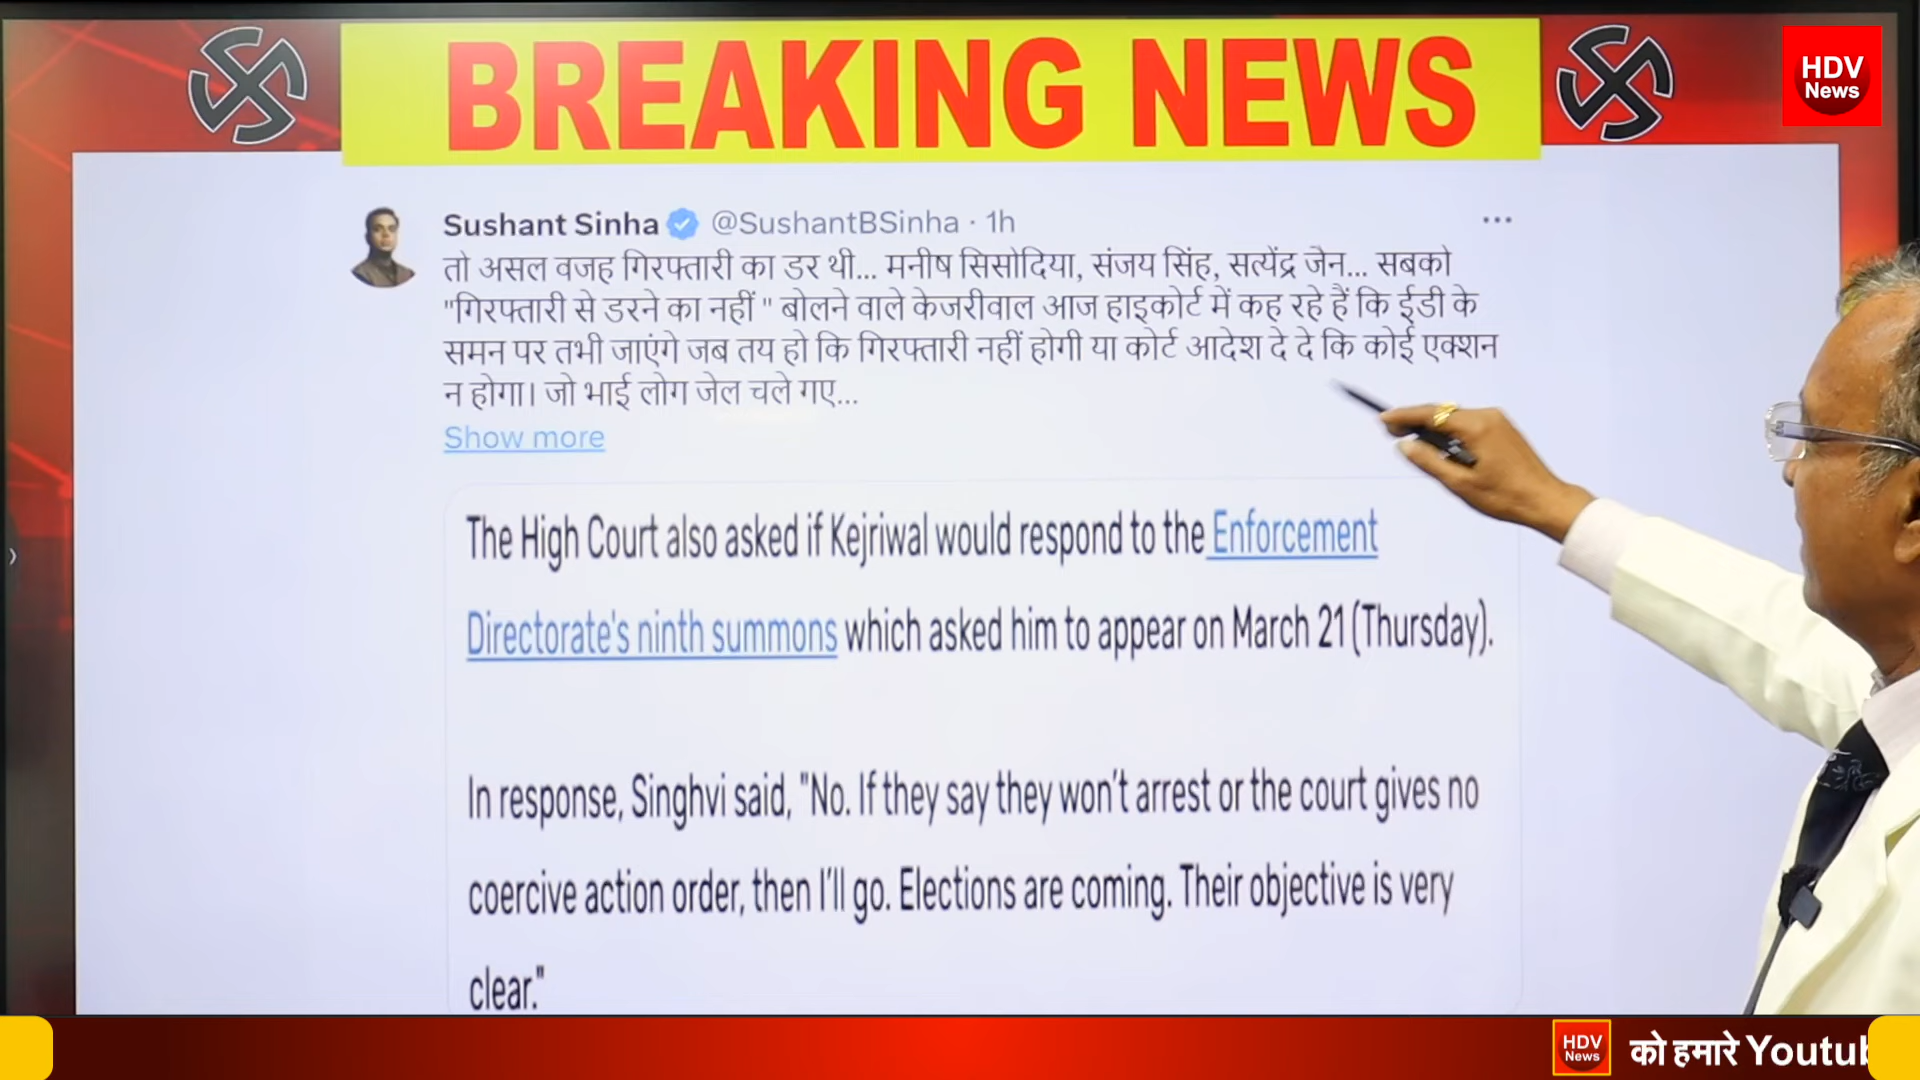 BREAKING NEWS
HDV
News
Sushant Sinha @SushantBSinha · 1h
तो असल वजह गिरफ्तारी का डर थी... मनीष सिसोदिया, संजय सिंह, सत्येंद्र जैन... सबको
"गिरफ्तारी से डरने का नहीं " बोलने वाले केजरीवाल आज हाइकोर्ट में कह रहे हैं कि ईडी के
समन पर तभी जाएंगे जब तय हो कि गिरफ्तारी नहीं होगी या कोर्ट आदेश दे दे कि कोई एक्शन
न होगा। जो भाई लोग जेल चले गए...
Show more
The High Court also asked if Kejriwal would respond to the Enforcement
Directorate's ninth summons which asked him to appear on March 21 (Thursday).
In response, Singhvi said, "No. If they say they won't arrest or the court gives no
coercive action order, then I'll go. Elections are coming. Their objective is very
clear."
HDV
News
को हमारे Youtub